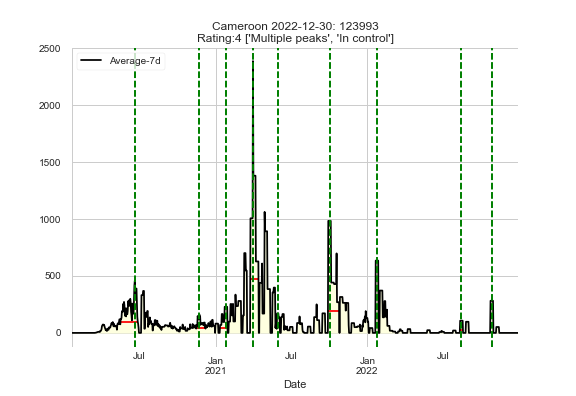 Cameroon 2022-12-30: 123993
Rating:4 ['Multiple peaks', 'In control']
2500
Average-7d
2000
1500
1000
500
0
Jul
Jan
2021
Jul
Jan
2022
Jul
Date